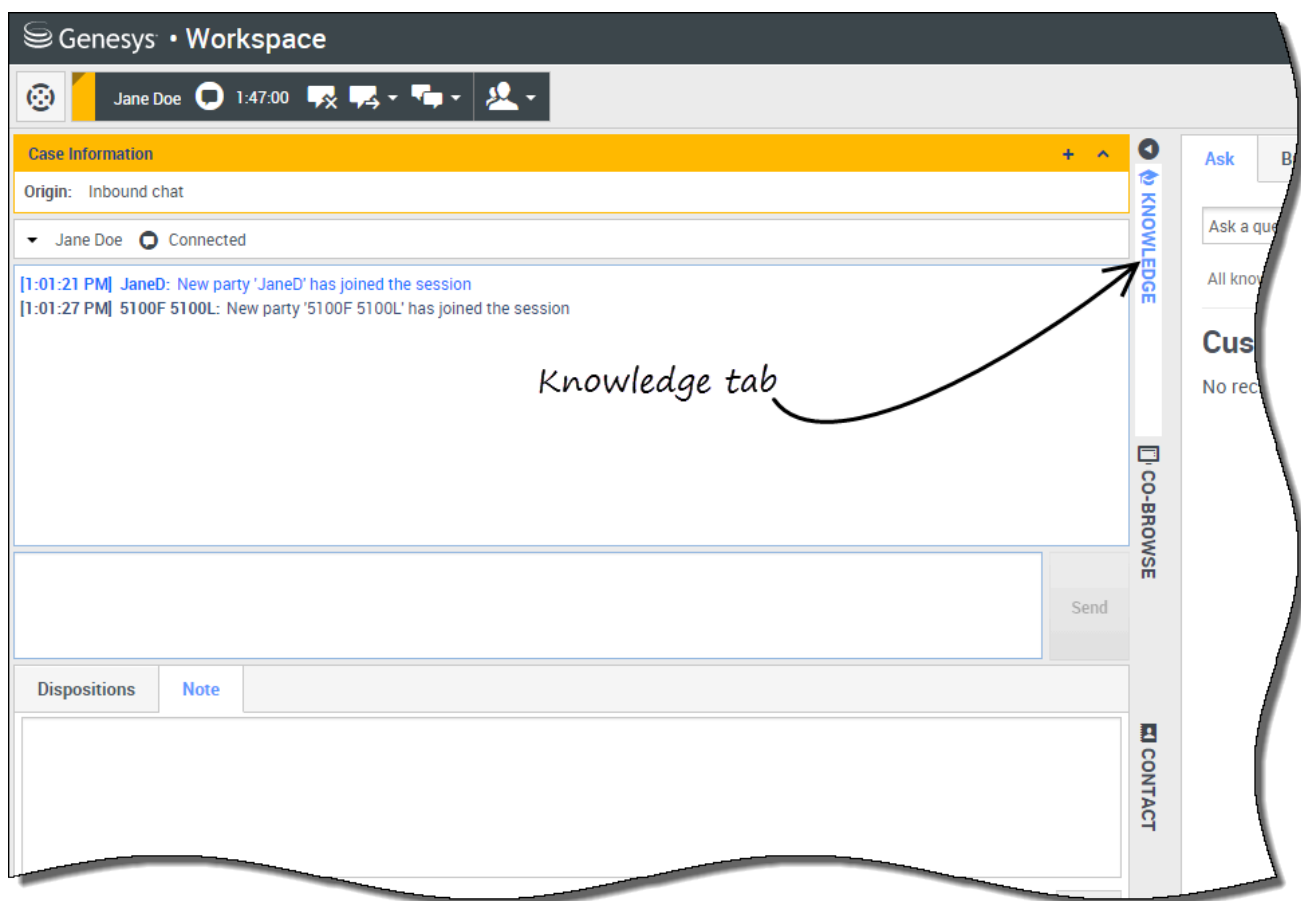 Genesys • Workspace
Jane Doe 1:47:00
Case Information
Origin: Inbound chat
Jane Doe Connected
[1:01:21 PM] JaneD: New party 'JaneD' has joined the session
[1:01:27 PM] 5100F 5100L: New party '5100F 5100L' has joined the session
Knowledge tab
Send
Dispositions Note
KNOWLEDGE
CO-BROWSE
CONTACT
Ask
Ask a
All
Cus
No rec